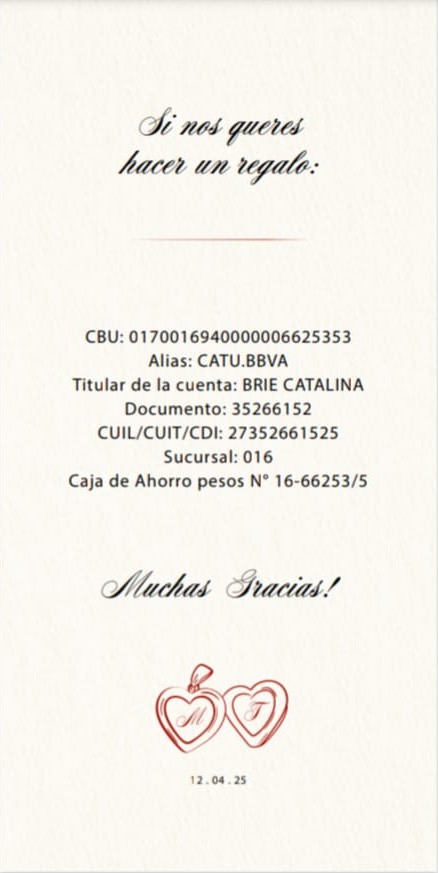 Si nos queres
hacer un regalo:
CBU: 0170016940000006625353
Alias: CATU.BBVA
Titular de la cuenta: BRIE CATALINA
Documento: 35266152
CUIL/CUIT/CDI: 27352661525
Sucursal: 016
Caja de Ahorro pesos N° 16-66253/5
Muchas Gracias!
M T
12.04.25